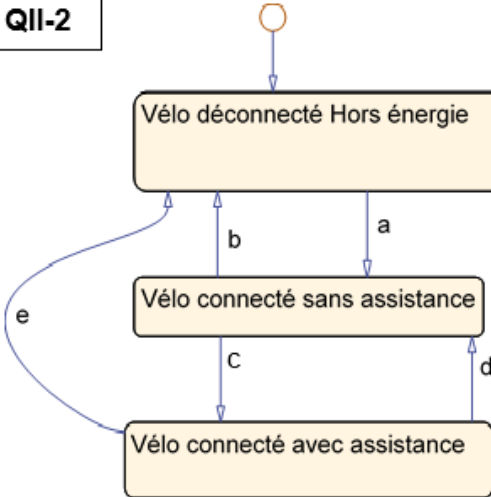 QII-2
Vélo déconnecté Hors énergie
a
b
Vélo connecté sans assistance
e
c
d
Vélo connecté avec assistance